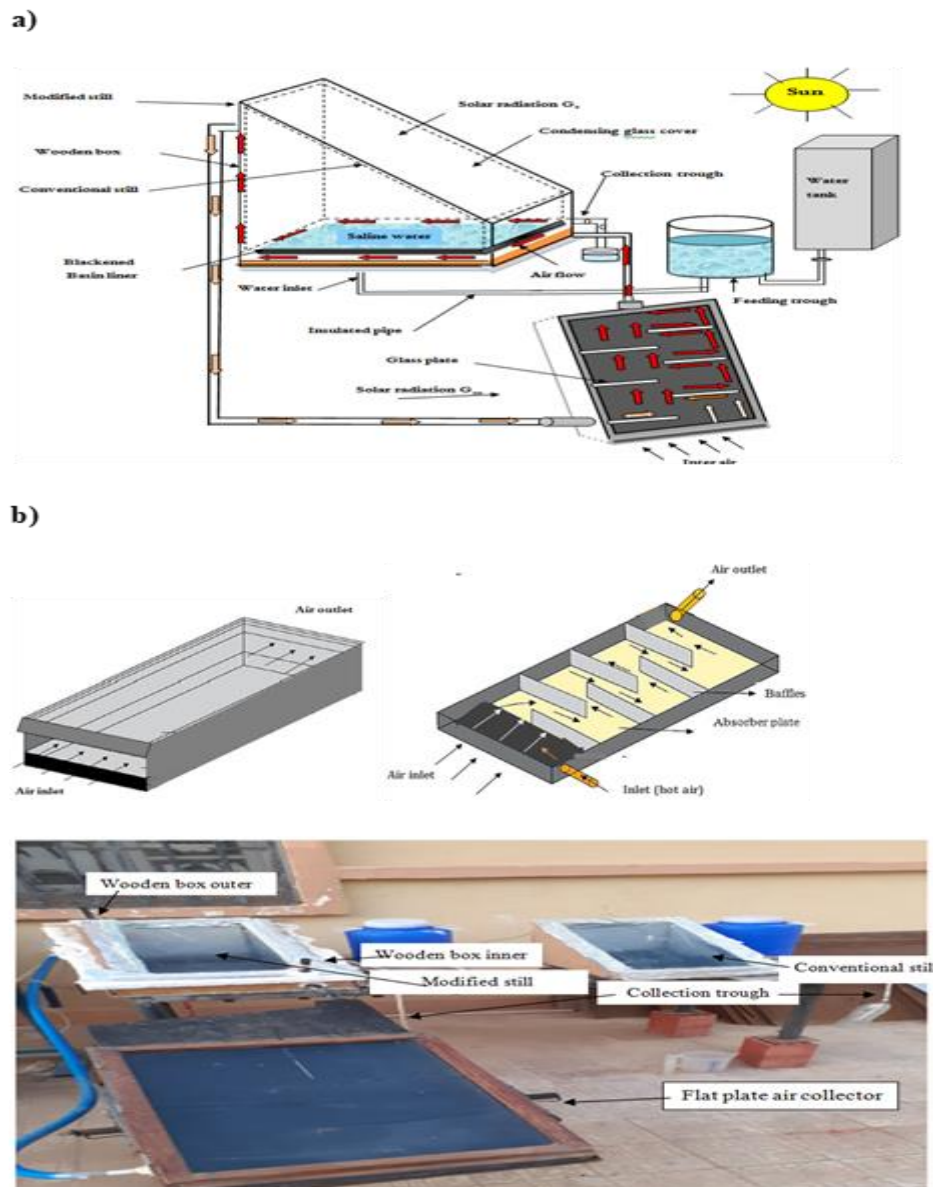 a)
Modified still
Solar radiation Gₒ
Sun
Condensing glass cover
Wooden box
Collection trough
Water
tank
Conventional still
Saline water
Blackened
Basin liner
Air flow
Water inlet
Feeding trough
Insulated pipe
Glass plate
Solar radiation G
Inter air
b)
Air outlet
Air outlet
Baffles
Absorber plate
Air inlet
Air inlet
Inlet (hot air)
Wooden box outer
Wooden box inner
Modified still
Conventional stil
Collection trough
Flat plate air collector